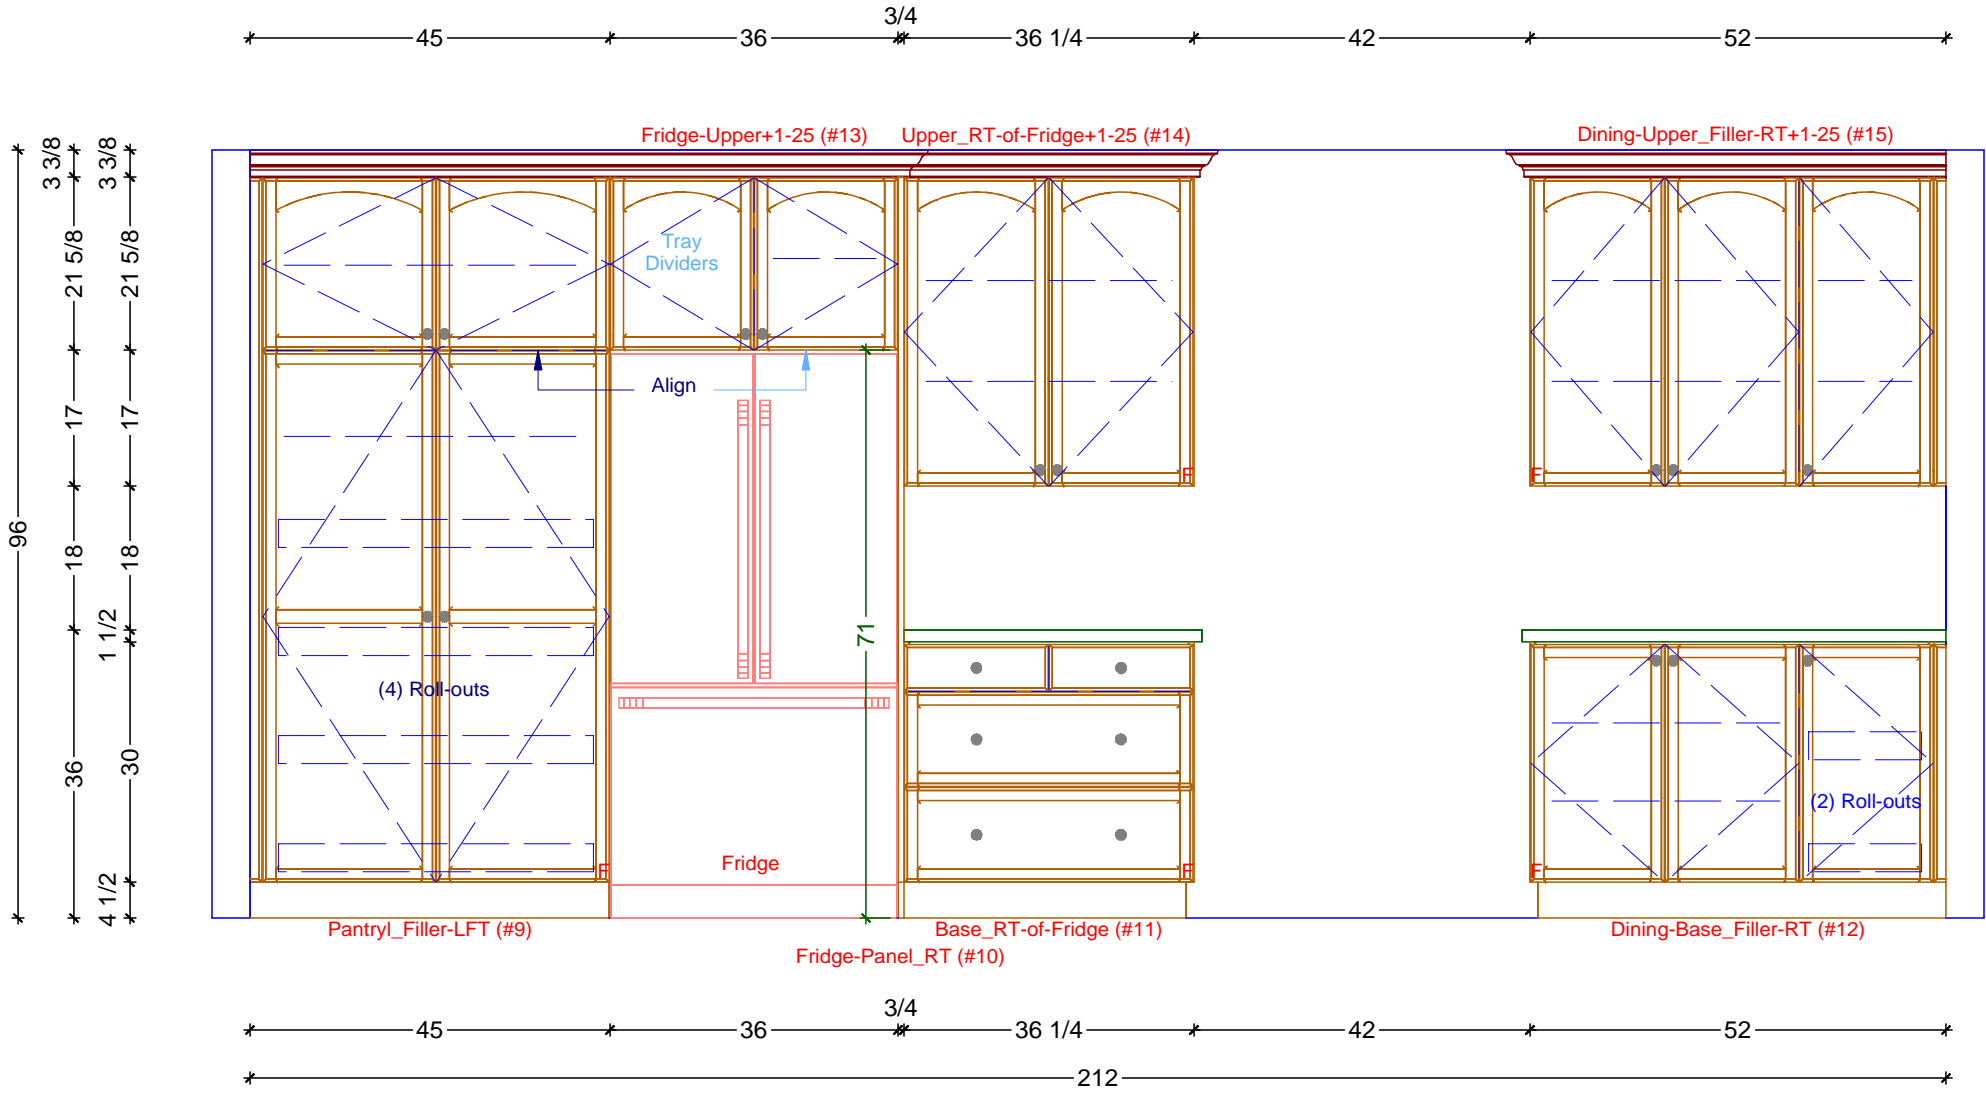 3/4
45
36
36 1/4
42
52
Fridge-Upper+1-25 (#13)
Upper_RT-of-Fridge+1-25 (#14)
Dining-Upper_Filler-RT+1-25 (#15)
3 3/8
3 3/8
21 5/8
21 5/8
Tray
Dividers
Align
17
17
F
F
96
18
18
1 1/2
71
(4) Roll-outs
36
30
(2) Roll-outs
Fridge
F
F
F
4 1/2
Pantryl_Filler-LFT (#9)
Base_RT-of-Fridge (#11)
Dining-Base_Filler-RT (#12)
Fridge-Panel_RT (#10)
3/4
45
36
36 1/4
42
52
212